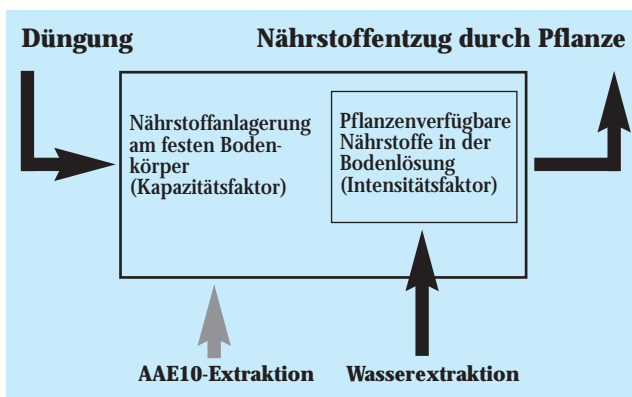 Düngung
Nährstoffentzug durch Pflanze
Nährstoffanlagerung
am festen Boden-
körper
(Kapazitätsfaktor)
Pflanzenverfügbare
Nährstoffe in der
Bodenlösung
(Intensitätsfaktor)
AAE10-Extraktion
Wasserextraktion